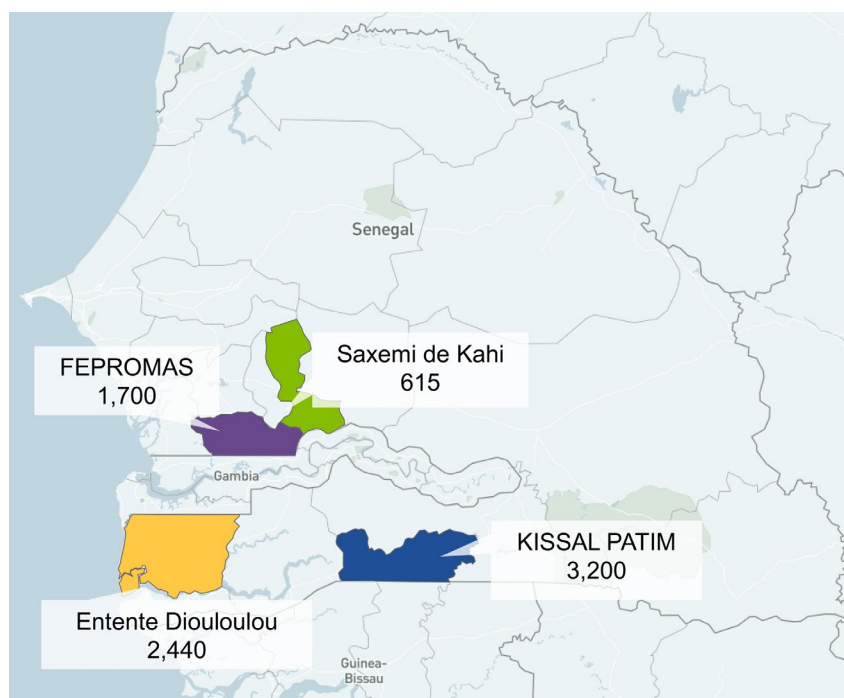 Senegal
FEPROMAS
1,700
Saxemi de Kahi
615
Gambia
KISSAL PATIM
3,200
Entente Diouloulou
2,440
Guinea-
Bissau